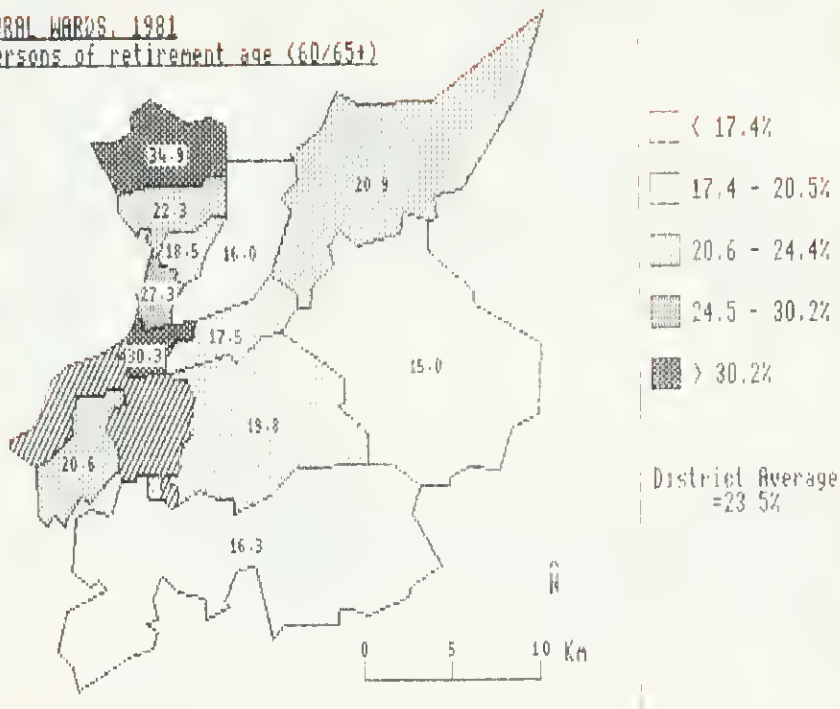 RURAL WARDS, 1981
persons of retirement age (60/65+)
34.9
20.9
22.3
18.5
16.0
27.3
17.5
30.3
15.0
19.8
20.6
16.3
N
0 5 10 Km
< 17.4%
17.4 - 20.5%
20.6 - 24.4%
24.5 - 30.2%
> 30.2%
District Average
=23 5%